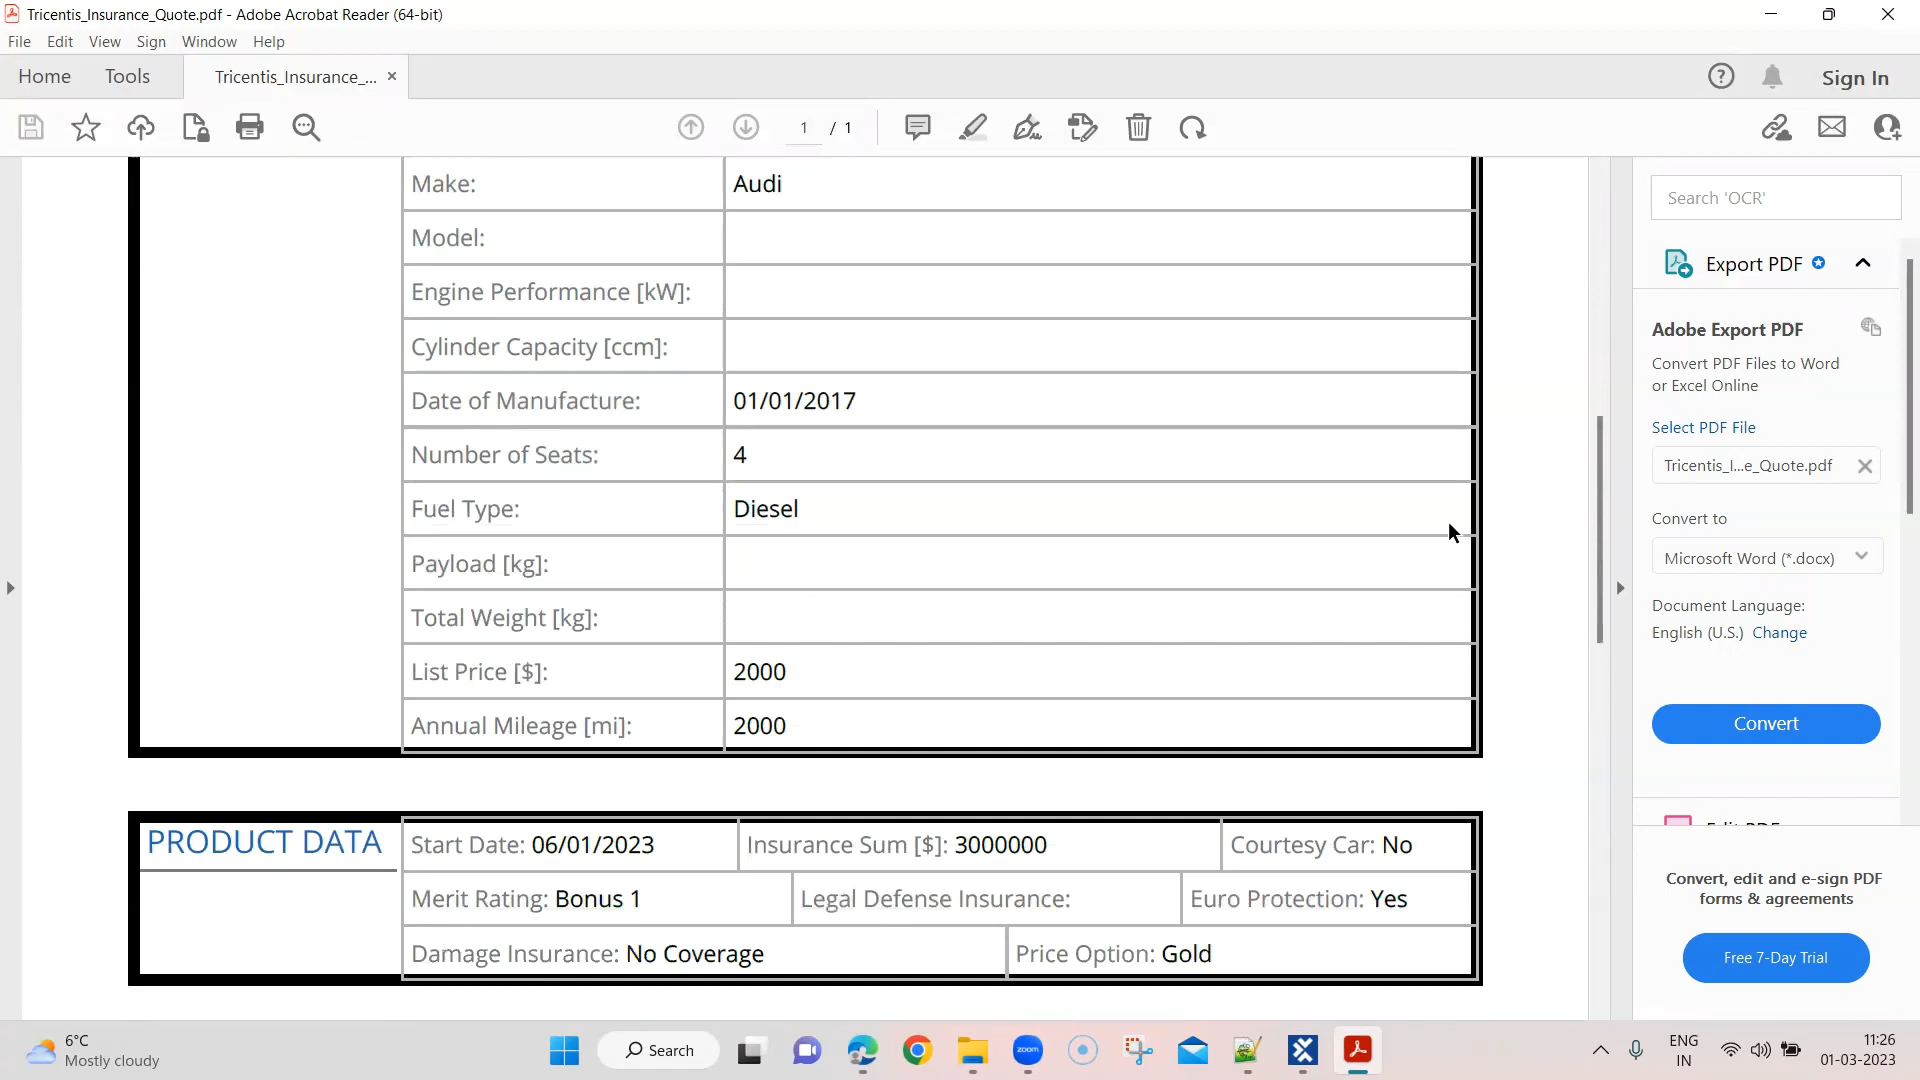 Tricentis_Insurance_Quote.pdf - Adobe Acrobat Reader (64-bit)
File Edit View Sign Window Help
Home Tools Tricentis_Insurance_... × Sign In
1 / 1
Make: Audi
Model:
Engine Performance [kW]:
Cylinder Capacity [ccm]:
Date of Manufacture: 01/01/2017
Number of Seats: 4
Fuel Type: Diesel
Payload [kg]:
Total Weight [kg]:
List Price [$]: 2000
Annual Mileage [mi]: 2000
PRODUCT DATA Start Date: 06/01/2023 Insurance Sum [$]: 3000000 Courtesy Car: No
Merit Rating: Bonus 1 Legal Defense Insurance: Euro Protection: Yes
Damage Insurance: No Coverage Price Option: Gold
Search 'OCR'
Export PDF
Adobe Export PDF
Convert PDF Files to Word
or Excel Online
Select PDF File
Tricentis_I...e_Quote.pdf
Convert to
Microsoft Word (*.docx)
Document Language:
English (U.S.) Change
Convert
Convert, edit and e-sign PDF
forms & agreements
Free 7-Day Trial
6°C
Mostly cloudy
Search
zoom
ENG
IN
11:26
01-03-2023